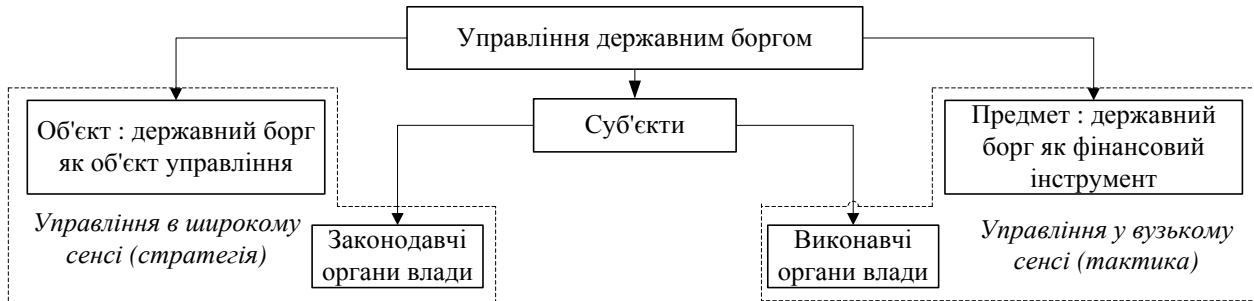 Управління державним боргом
Об'єкт : державний борг
як об'єкт управління
Суб'єкти
Предмет : державний
борг як фінансовий
інструмент
Управління в широкому
сенсі (стратегія)
Законодавчі
органи влади
Виконавчі
органи влади
Управління у вузькому
сенсі (тактика)